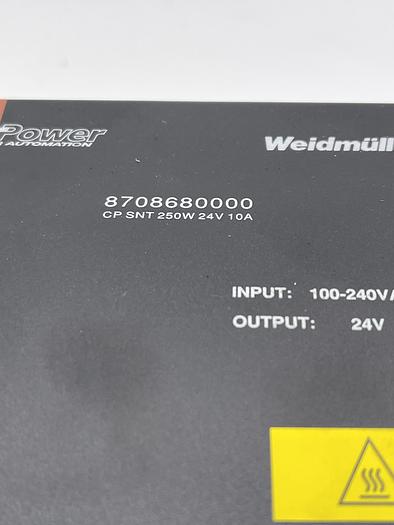 Power Weidmüll
AUTOMATION
8708680000
CP SNT 250W 24V 10A
INPUT: 100-240V
OUTPUT: 24V